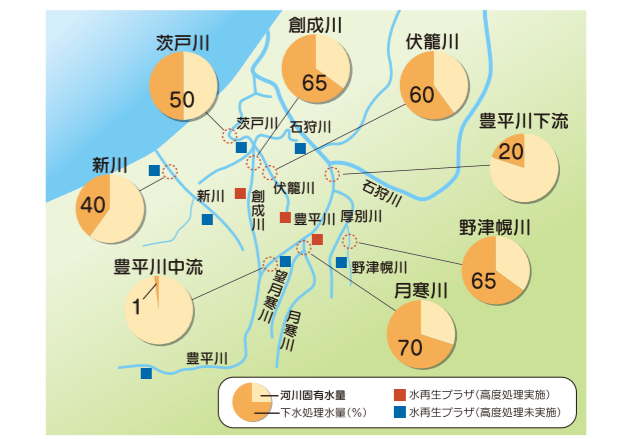 創成川
65
茨戸川
50
伏籠川
60
豊平川下流
20
新川
40
茨戸川
石狩川
石狩川
伏籠川
新川
創成川
豊平川
厚別川
野津幌川
65
豊平川中流
1
野津幌川
望月寒川
月寒川
月寒川
70
豊平川
河川固有水量
下水処理水量(%)
水再生プラザ(高度処理実施)
水再生プラザ(高度処理未実施)